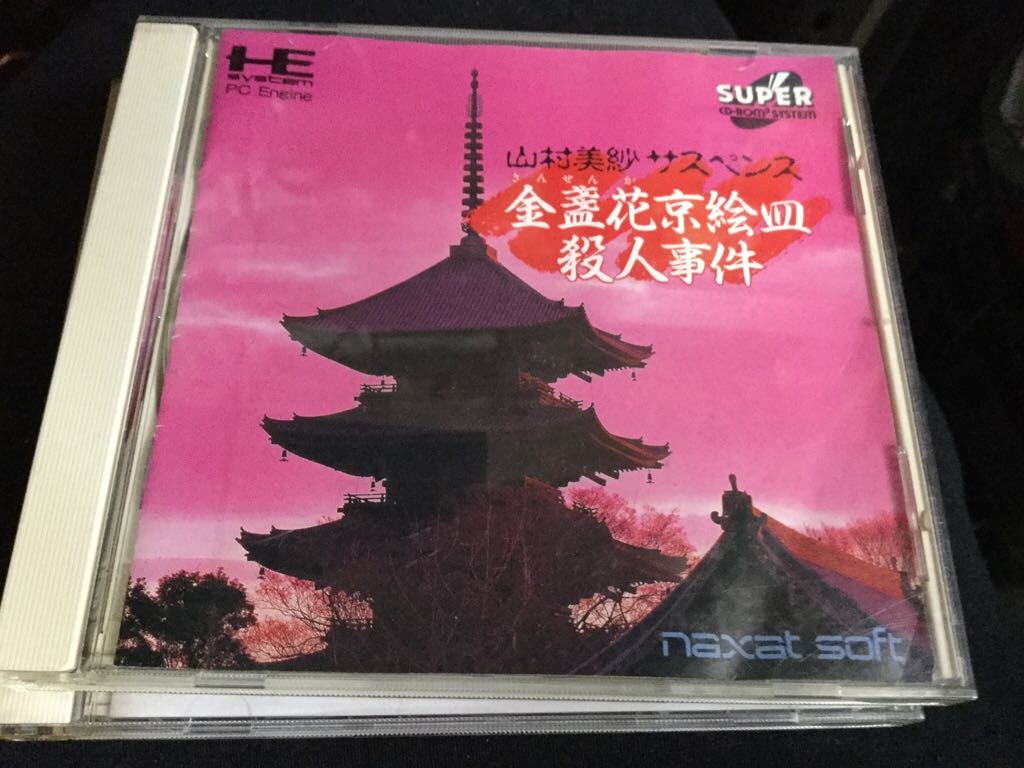 HE
system
PC Engine
SUPER
CD-ROM² SYSTEM
山村美紗 サスペンス
きんせんか
金盞花京絵皿
殺人事件
naxat soft